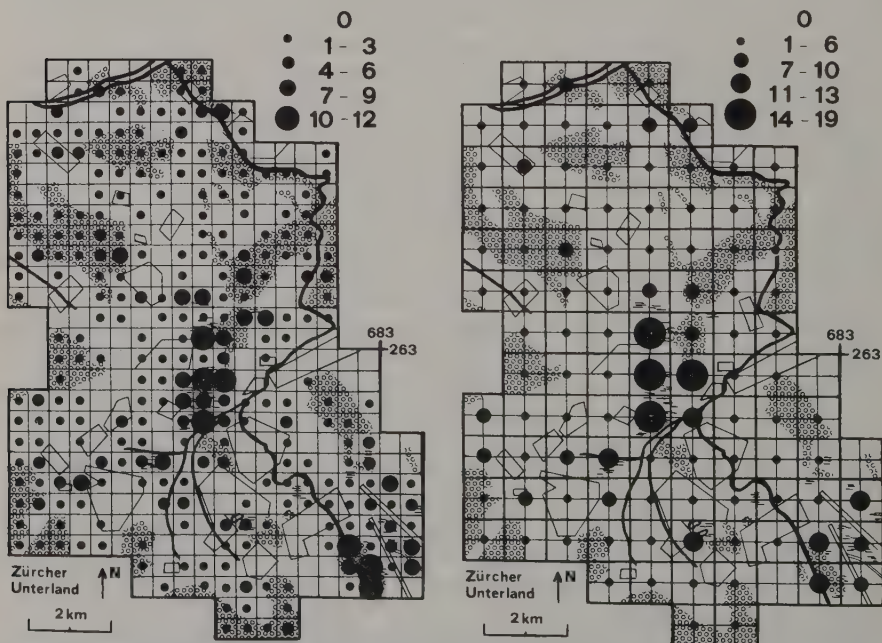 0
1 - 3
4 - 6
7 - 9
10 - 12
683
263
Zürcher
Unterland
N
2 km
0
1 - 6
7 - 10
11 - 13
14 - 19
683
263
Zürcher
Unterland
N
2 km